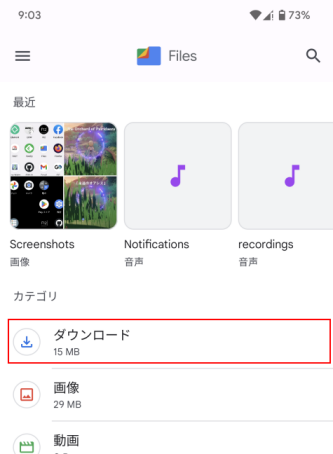 9:03
73%
Files
最近
Screenshots
画像
Notifications
音声
recordings
音声
カテゴリ
ダウンロード
15 MB
画像
29 MB
動画